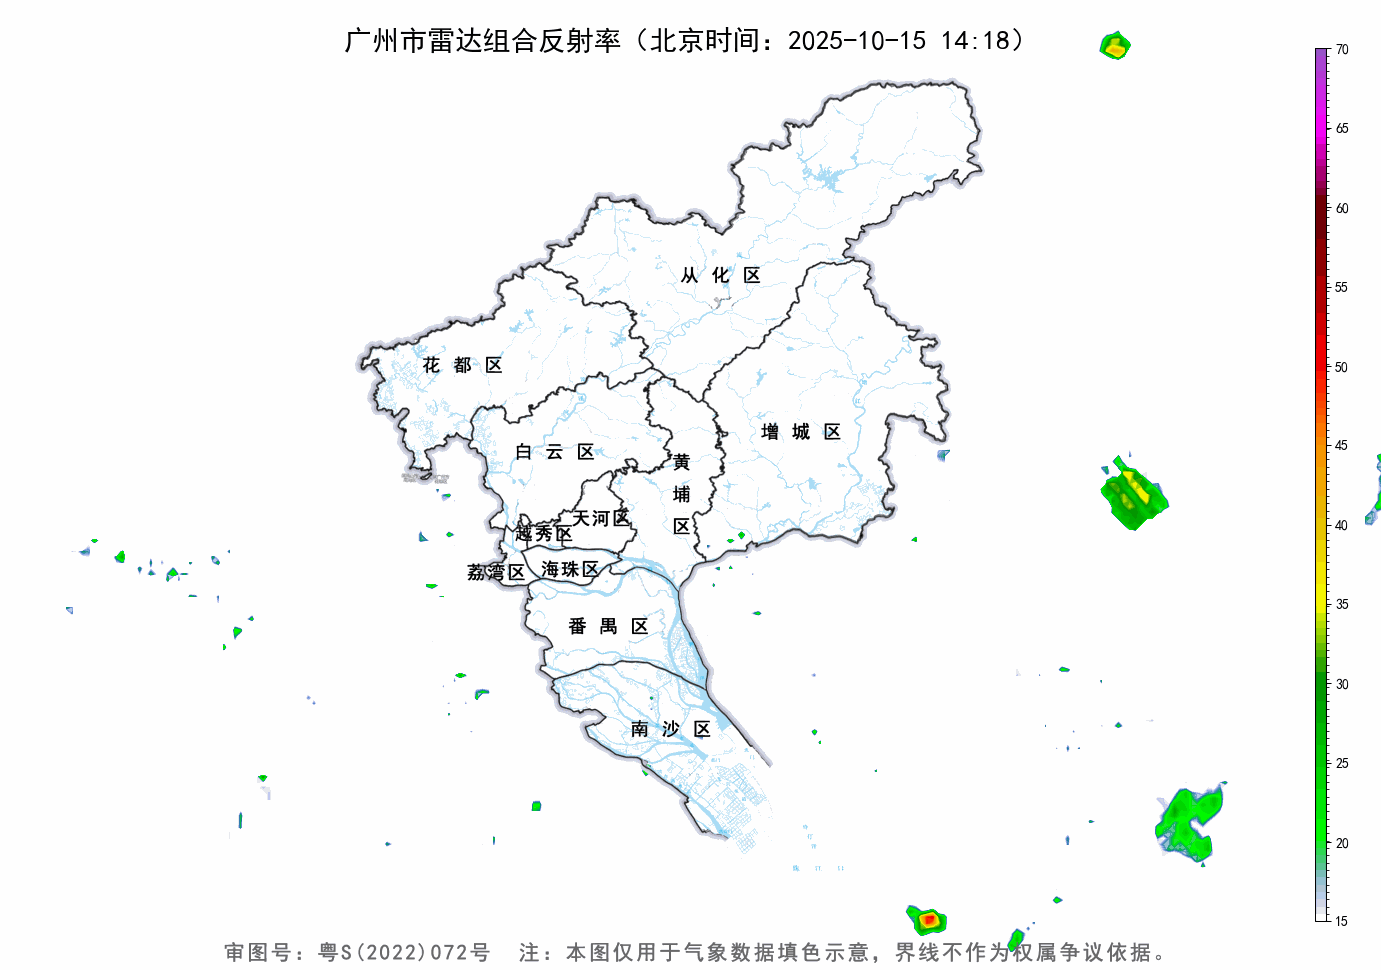 广州市雷达组合反射率（北京时间：2025-10-15 14:18）
70
65
60
55
50
45
40
35
30
25
20
15
从化区
花都区
增城区
白云区
黄埔区
天河区
越秀区
荔湾区
海珠区
番禺区
南沙区
审图号：粤S(2022)072号 注：本图仅用于气象数据填色示意，界线不作为权属争议依据。